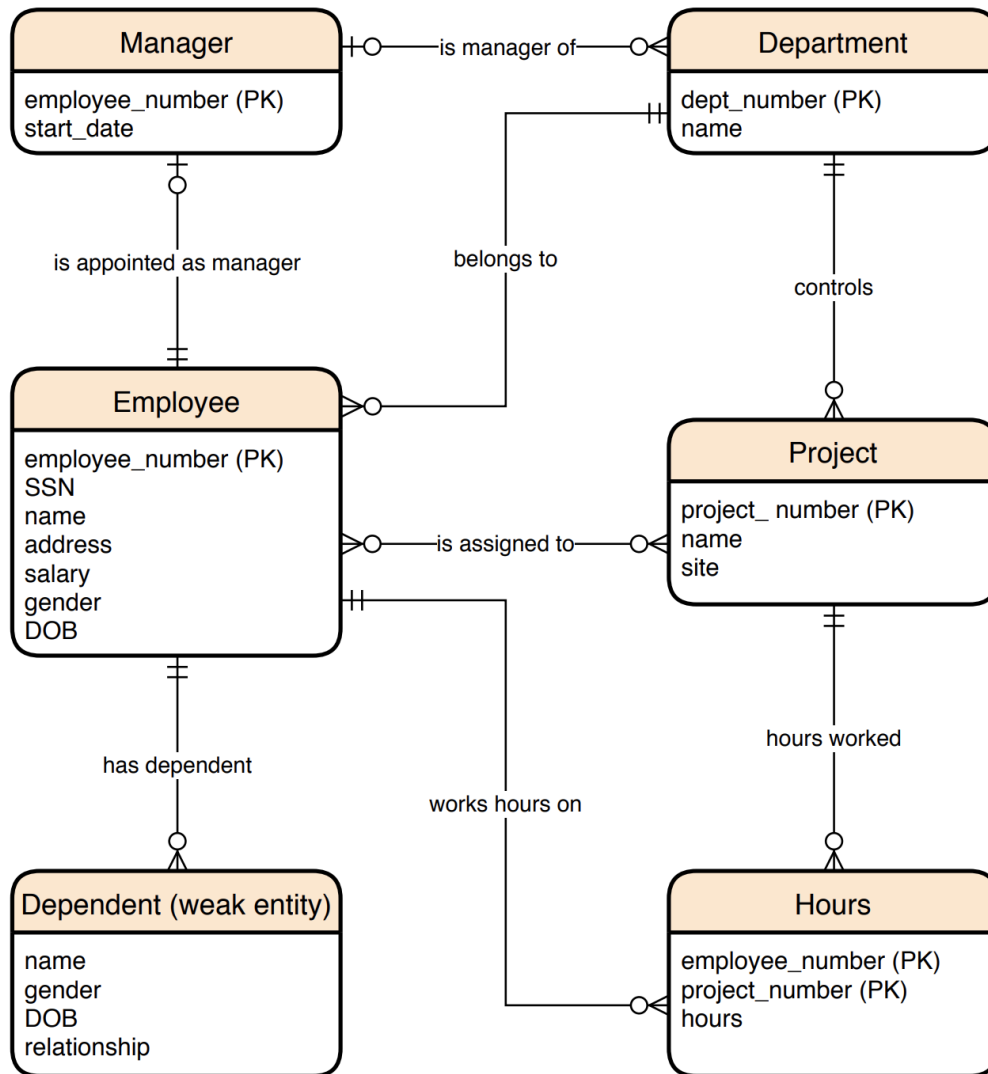 Manager
employee_number (PK)
start_date
is manager of
Department
dept_number (PK)
name
is appointed as manager
belongs to
controls
Employee
employee_number (PK)
SSN
name
address
salary
gender
DOB
is assigned to
Project
project_ number (PK)
name
site
has dependent
works hours on
hours worked
Dependent (weak entity)
name
gender
DOB
relationship
Hours
employee_number (PK)
project_number (PK)
hours